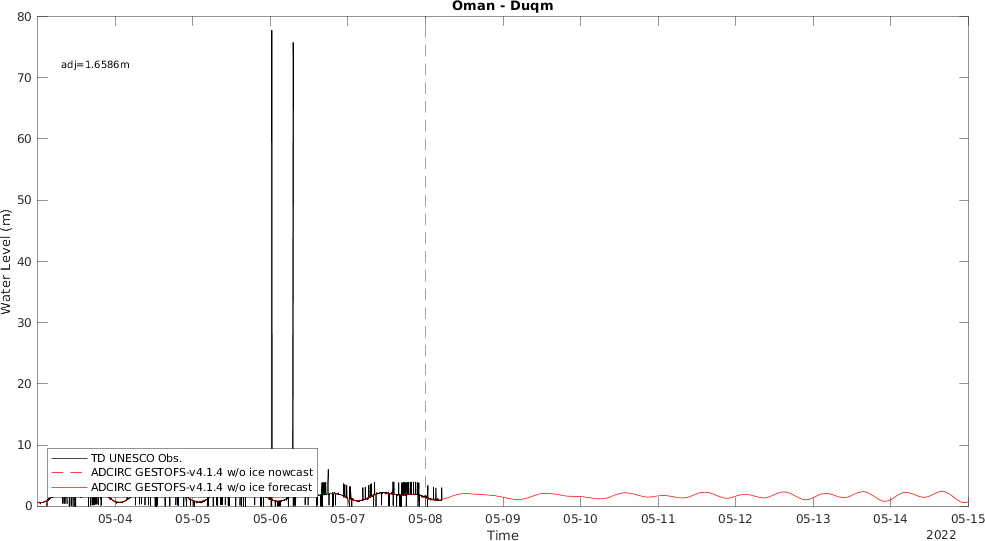 Oman - Duqm
adj=1.6586m
80
70
60
50
40
30
20
10
0
Water Level (m)
TD UNESCO Obs.
ADCIRC GESTOFS-v4.1.4 w/o ice nowcast
ADCIRC GESTOFS-v4.1.4 w/o ice forecast
05-04 05-05 05-06 05-07 05-08 05-09 05-10 05-11 05-12 05-13 05-14 05-15
Time
2022